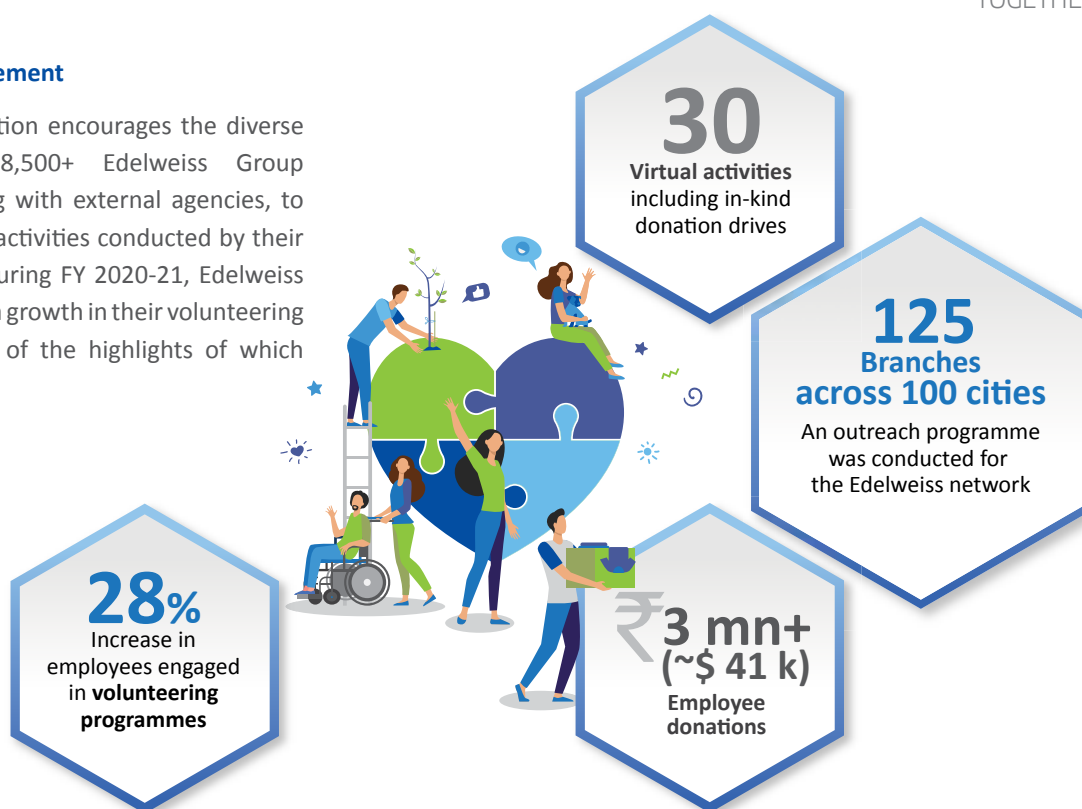 TOGETHE
ement
tion encourages the diverse
8,500+ Edelweiss Group
g with external agencies, to
activities conducted by their
uring FY 2020-21, Edelweiss
growth in their volunteering
of the highlights of which
30
Virtual activities
including in-kind
donation drives
125
Branches
across 100 cities
An outreach programme
was conducted for
the Edelweiss network
28%
Increase in
employees engaged
in volunteering
programmes
₹3 mn+
(~$ 41 k)
Employee
donations